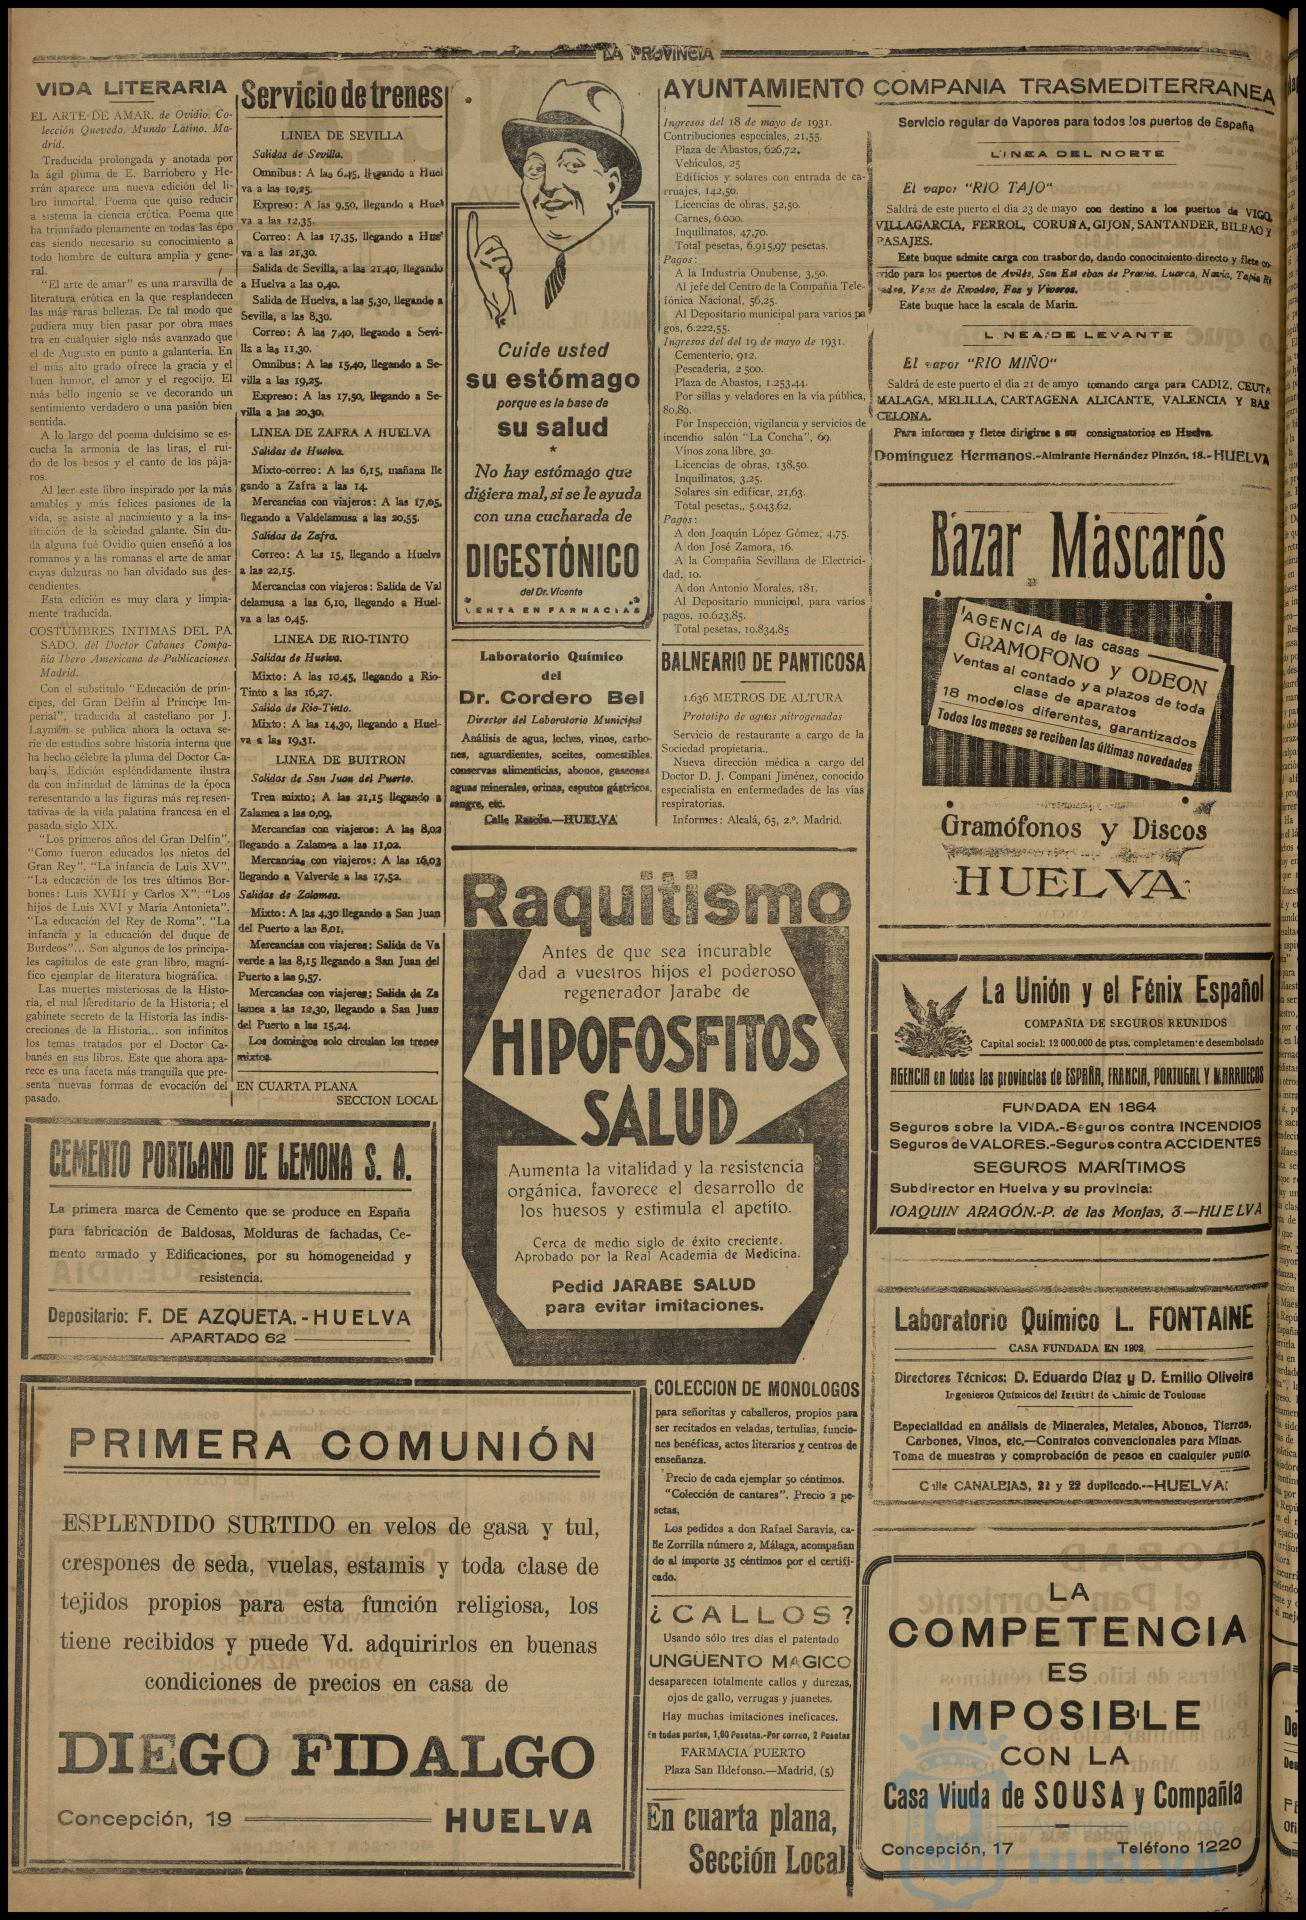 LA PROVINCIA
VIDA LITERARIA
EL ARTE DE AMAR, de Ovidio. Co-
lección Quevedo. Mundo Latino. Ma-
drid.
Traducida prolongada y anotada por
la ágil pluma de E. Barriobero y He-
rrán aparece una nueva edición del li-
bro inmortal. Poema que quiso reducir
a sistema la ciencia erótica. Poema que
ha triunfado plenamente en todas las épo
cas siendo necesario su conocimiento a
todo hombre de cultura amplia y gene-
ral.
"El arte de amar" es una maravilla de
literatura erótica en la que resplandecen
las más raras bellezas. De tal modo que
pudiera muy bien pasar por obra maes
tra en cualquier siglo más avanzado que
el de Augusto en punto a galantería. En
el más alto grado ofrece la gracia y el
buen humor, el amor y el regocijo. El
más bello ingenio se ve decorando un
sentimiento verdadero o una pasión bien
sentida.
A lo largo del poema dulcísimo se es-
cucha la armonía de las liras, el rui-
do de los besos y el canto de los pája-
ros.
Al leer este libro inspirado por la más
amables y más felices pasiones de la
vida, se asiste al nacimiento y a la ins-
titución de la sociedad galante. Sin du-
da alguna fué Ovidio quien enseñó a los
romanos y a las romanas el arte de amar
cuyas dulzuras no han olvidado sus des-
cendientes.
Esta edición es muy clara y limpia-
mente traducida.
COSTUMBRES INTIMAS DEL PA
SADO, del Doctor Cabanes Compa-
ñía Ibero Americana de Publicaciones.
Madrid.
Con el substitulo "Educación de prin-
cipes, del Gran Delfín al Príncipe Im-
perial", traducida al castellano por J.
Laymón se publica ahora la octava se-
rie de estudios sobre historia interna que
ha hecho célebre la pluma del Doctor Ca-
banés. Edición espléndidamente ilustra
da con infinidad de láminas de la época
reresentando a las figuras más represen-
tativas de la vida palatina francesa en el
pasado siglo XIX.
"Los primeros años del Gran Delfin",
"Como fueron educados los nietos del
Gran Rey", "La infancia de Luis XV",
"La educación de los tres últimos Bor-
bones: Luis XVIII y Carlos X", "Los
hijos de Luis XVI y María Antonieta",
"La educación del Rey de Roma", "La
infancia y la educación del duque de
Burdeos"... Son algunos de los principa-
les capítulos de este gran libro, magní-
fico ejemplar de literatura biográfica.
Las muertes misteriosas de la Histo-
ria, el mal hereditario de la Historia; el
gabinete secreto de la Historia las indis-
creciones de la Historia... son infinitos
los temas tratados por el Doctor Ca-
banés en sus libros. Este que ahora apa-
rece es una faceta más tranquila que pre-
senta nuevas formas de evocación del
pasado.
Servicio de trenes
LINEA DE SEVILLA
Salidas de Sevilla.
Omnibus: A las 6,45, llegando a Huel
va a las 10,25.
Expreso: A las 9,50, llegando a Huel
va a las 12,35.
Correo: A las 17,35, llegando a Huel
va a las 21,30.
Salida de Sevilla, a las 21,40, llegando
a Huelva a las 0,40.
Salida de Huelva, a las 5,30, llegando a
Sevilla, a las 8,30.
Correo: A las 7,40, llegando a Sevi-
lla a las 11,30.
Omnibus: A las 15,40, llegando a Se-
villa a las 19,25.
Expreso: A las 17,50, llegando a Se-
villa a las 20,30.
LINEA DE ZAFRA A HUELVA
Salidas de Huelva.
Mixto-correo: A las 6,15, mañana lle
gando a Zafra a las 14.
Mercancías con viajeros: A las 17,05,
llegando a Valdelamusa a las 20,55.
Salidas de Zafra.
Correo: A las 15, llegando a Huelva
a las 22,15.
Mercancías con viajeros: Salida de Val
delamusa a las 6,10, llegando a Huel-
va a las 0,45.
LINEA DE RIO-TINTO
Salidas de Huelva.
Mixto: A las 10,45, llegando a Rio-
Tinto a las 16,27.
Salida de Rio-Tinto.
Mixto: A las 14,30, llegando a Huel-
va a las 19,31.
LINEA DE BUITRON
Salidas de San Juan del Puerto.
Tren mixto; A las 21,15 llegando a
Zalamea a las 0,09.
Mercancías con viajeros: A las 8,02
llegando a Zalamea a las 11,02.
Mercancías con viajeros: A las 16,03
llegando a Valverde a las 17,52.
Salidas de Zalamea.
Mixto: A las 4,30 llegando a San Juan
del Puerto a las 8,01.
Mercancías con viajeros; Salida de Va
verde a las 8,15 llegando a San Juan del
Puerto a las 9,57.
Mercancías con viajeros; Salida de Za
lamea a las 12,30, llegando a San Juan
del Puerto a las 15,24.
Los domingos solo circulan los trenes
mixtos.
EN CUARTA PLANA
SECCION LOCAL
Cuide usted
su estómago
porque es la base de
su salud
No hay estómago que
digiera mal, si se le ayuda
con una cucharada de
DIGESTÓNICO
del Dr. Vicente
VENTA EN FARMACIAS
Laboratorio Químico
del
Dr. Cordero Bel
Director del Laboratorio Municipal
Análisis de agua, leches, vinos, carbo-
nes, aguardientes, aceites, comestibles.
conservas alimenticias, abonos, gaseosas
aguas minerales, orinas, esputos gástricos,
sangre, etc.
Calle Rascón.—HUELVA
AYUNTAMIENTO
Ingresos del 18 de mayo de 1931.
Contribuciones especiales, 21,55.
Plaza de Abastos, 626,72.
Vehículos, 25
Edificios y solares con entrada de ca-
rruajes, 142,50.
Licencias de obras, 52,50.
Carnes, 6.000.
Inquilinatos, 47,70.
Total pesetas, 6.915,97 pesetas.
Pagos:
A la Industria Onubense, 3,50.
Al jefe del Centro de la Compañía Tele-
fónica Nacional, 56,25.
Al Depositario municipal para varios pa
gos, 6.222,55.
Ingresos del del 19 de mayo de 1931.
Cementerio, 912.
Pescadería, 2 500.
Plaza de Abastos, 1.253,44.
Por sillas y veladores en la vía pública,
80,80.
Por Inspección, vigilancia y servicios de
incendio salón "La Concha", 69.
Vinos zona libre, 30.
Licencias de obras, 138,50.
Inquilinatos, 3,25.
Solares sin edificar, 21,63.
Total pesetas,, 5.043,62.
Pagos:
A don Joaquín López Gómez, 4,75.
A don José Zamora, 16.
A la Compañía Sevillana de Electrici-
dad, 10.
A don Antonio Morales, 181.
Al Depositario municipal, para varios
pagos, 10.623,85.
Total pesetas, 10.834,85
BALNEARIO DE PANTICOSA
1.636 METROS DE ALTURA
Prototipo de aguas nitrogenadas
Servicio de restaurante a cargo de la
Sociedad propietaria..
Nueva dirección médica a cargo del
Doctor D. J. Compani Jiménez, conocido
especialista en enfermedades de las vías
respiratorias.
Informes: Alcalá, 65, 2.º. Madrid.
COMPAÑIA TRASMEDITERRANEA
Servicio regular de Vapores para todos los puertos de España
LINEA DEL NORTE
El vapor "RIO TAJO"
Saldrá de este puerto el día 23 de mayo con destino a los puertos de VIGO,
VILLAGARCIA, FERROL, CORUÑA, GIJON, SANTANDER, BILBAO Y
PASAJES.
Este buque admite carga con trasbordo, dando conocimiento directo y flete co-
rrido para los puertos de Avilés, San Esteban de Pravia, Luarca, Navia, Tapia Ri
vadeo, Vega de Rivadeo, Foz y Viveros.
Este buque hace la escala de Marin.
LINEA DE LEVANTE
El vapor "RIO MIÑO"
Saldrá de este puerto el día 21 de amyo tomando carga para CADIZ, CEUTA
MALAGA, MELILLA, CARTAGENA ALICANTE, VALENCIA Y BAR
CELONA.
Para informes y fletes dirigirse a su consignatorios en Huelva.
Domínguez Hermanos.-Almirante Hernández Pinzón, 18.-HUELVA
Bazar Mascarós
AGENCIA de las casas
GRAMOFONO y ODEON
Ventas al contado y a plazos de toda
clase de aparatos
18 modelos diferentes, garantizados
Todos los meses se reciben las últimas novedades
Gramófonos y Discos
HUELVA
Raquitismo
Antes de que sea incurable
dad a vuestros hijos el poderoso
regenerador Jarabe de
HIPOFOSFITOS
SALUD
Aumenta la vitalidad y la resistencia
orgánica, favorece el desarrollo de
los huesos y estimula el apetito.
Cerca de medio siglo de éxito creciente.
Aprobado por la Real Academia de Medicina.
Pedid JARABE SALUD
para evitar imitaciones.
La Unión y el Fénix Español
COMPAÑIA DE SEGUROS REUNIDOS
Capital social: 12.000.000 de ptas. completamente desembolsado
AGENCIA en todas las provincias de ESPAÑA, FRANCIA, PORTUGAL Y MARRUECOS
FUNDADA EN 1864
Seguros sobre la VIDA.-Seguros contra INCENDIOS
Seguros de VALORES.-Seguros contra ACCIDENTES
SEGUROS MARÍTIMOS
Subdirector en Huelva y su provincia:
JOAQUIN ARAGÓN.-P. de las Monjas, 3.—HUELVA
CEMENTO PORTLAND DE LEMONA S. A.
La primera marca de Cemento que se produce en España
para fabricación de Baldosas, Molduras de fachadas, Ce-
mento armado y Edificaciones, por su homogeneidad y
resistencia.
Depositario: F. DE AZQUETA.-HUELVA
APARTADO 62
Laboratorio Químico L. FONTAINE
CASA FUNDADA EN 1902
Directores Técnicos: D. Eduardo Díaz y D. Emilio Oliveira
Ingenieros Químicos del Institut de Chimic de Toulouse
Especialidad en análisis de Minerales, Metales, Abonos, Tierras,
Carbones, Vinos, etc,—Contratos convencionales para Minas.
Toma de muestras y comprobación de pesos en cualquier punto.
Calle CANALEJAS, 21 y 22 duplicado.—HUELVA
PRIMERA COMUNIÓN
ESPLENDIDO SURTIDO en velos de gasa y tul,
crespones de seda, vuelas, estamis y toda clase de
tejidos propios para esta función religiosa, los
tiene recibidos y puede Vd. adquirirlos en buenas
condiciones de precios en casa de
DIEGO FIDALGO
Concepción, 19
HUELVA
COLECCION DE MONOLOGOS
para señoritas y caballeros, propios para
ser recitados en veladas, tertulias, funcio-
nes benéficas, actos literarios y centros de
enseñanza.
Precio de cada ejemplar 50 céntimos.
"Colección de cantares". Precio 2 pe-
setas,
Los pedidos a don Rafael Saravia, ca-
lle Zorrilla número 2, Málaga, acompañan
do al importe 35 céntimos por el certifi-
cado.
¿CALLOS?
Usando sólo tres días el patentado
UNGÜENTO MAGICO
desaparecen totalmente callos y durezas,
ojos de gallo, verrugas y juanetes.
Hay muchas imitaciones ineficaces.
En todas partes, 1,60 Pesetas.-Por correo, 2 Pesetas
FARMACIA PUERTO
Plaza San Ildefonso.—Madrid, (5)
En cuarta plana,
Sección Local
LA
COMPETENCIA
ES
IMPOSIBLE
CON LA
Casa Viuda de SOUSA y Compañía
Concepción, 17
Teléfono 1220
Ayuntamiento de
HUELVA